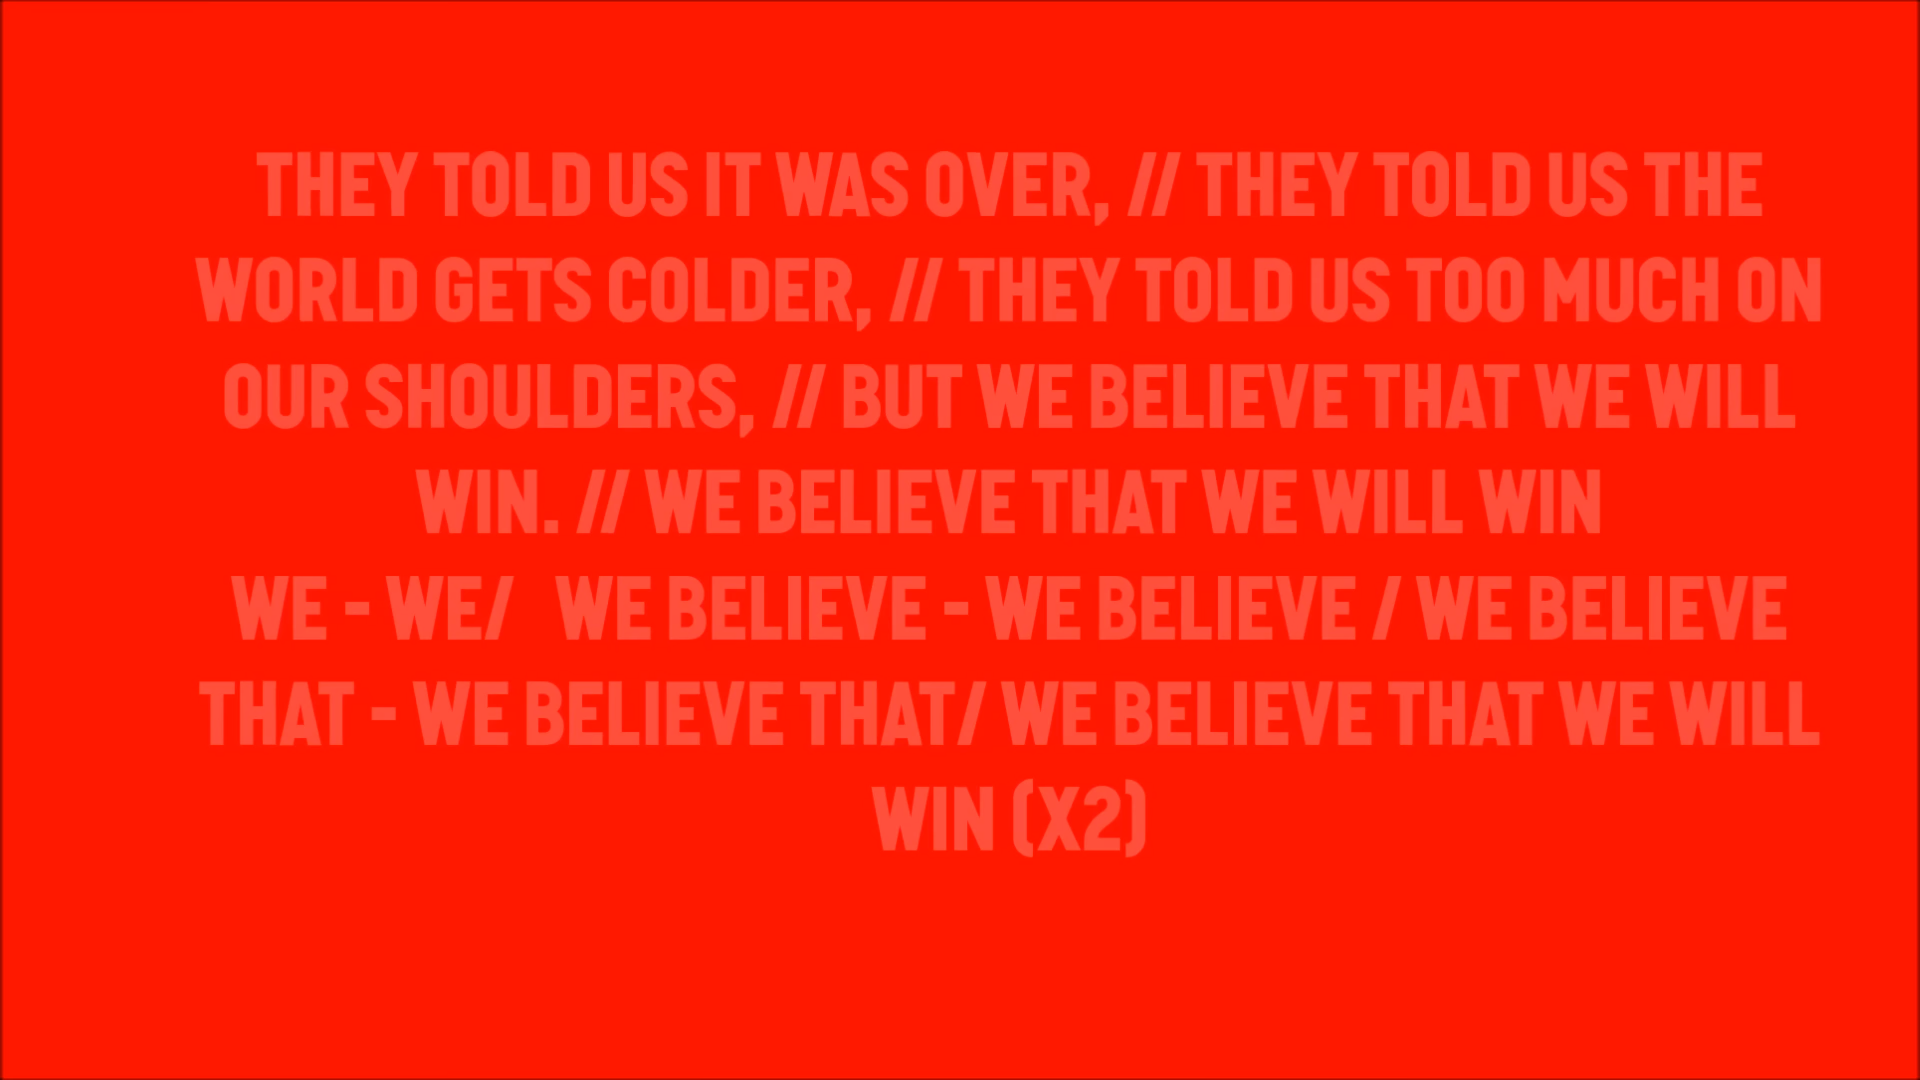 THEY TOLD US IT WAS OVER, // THEY TOLD US THE
WORLD GETS COLDER, // THEY TOLD US TOO MUCH ON
OUR SHOULDERS, // BUT WE BELIEVE THAT WE WILL
WIN. // WE BELIEVE THAT WE WILL WIN
WE - WE/  WE BELIEVE - WE BELIEVE / WE BELIEVE
THAT - WE BELIEVE THAT/ WE BELIEVE THAT WE WILL
WIN (X2)